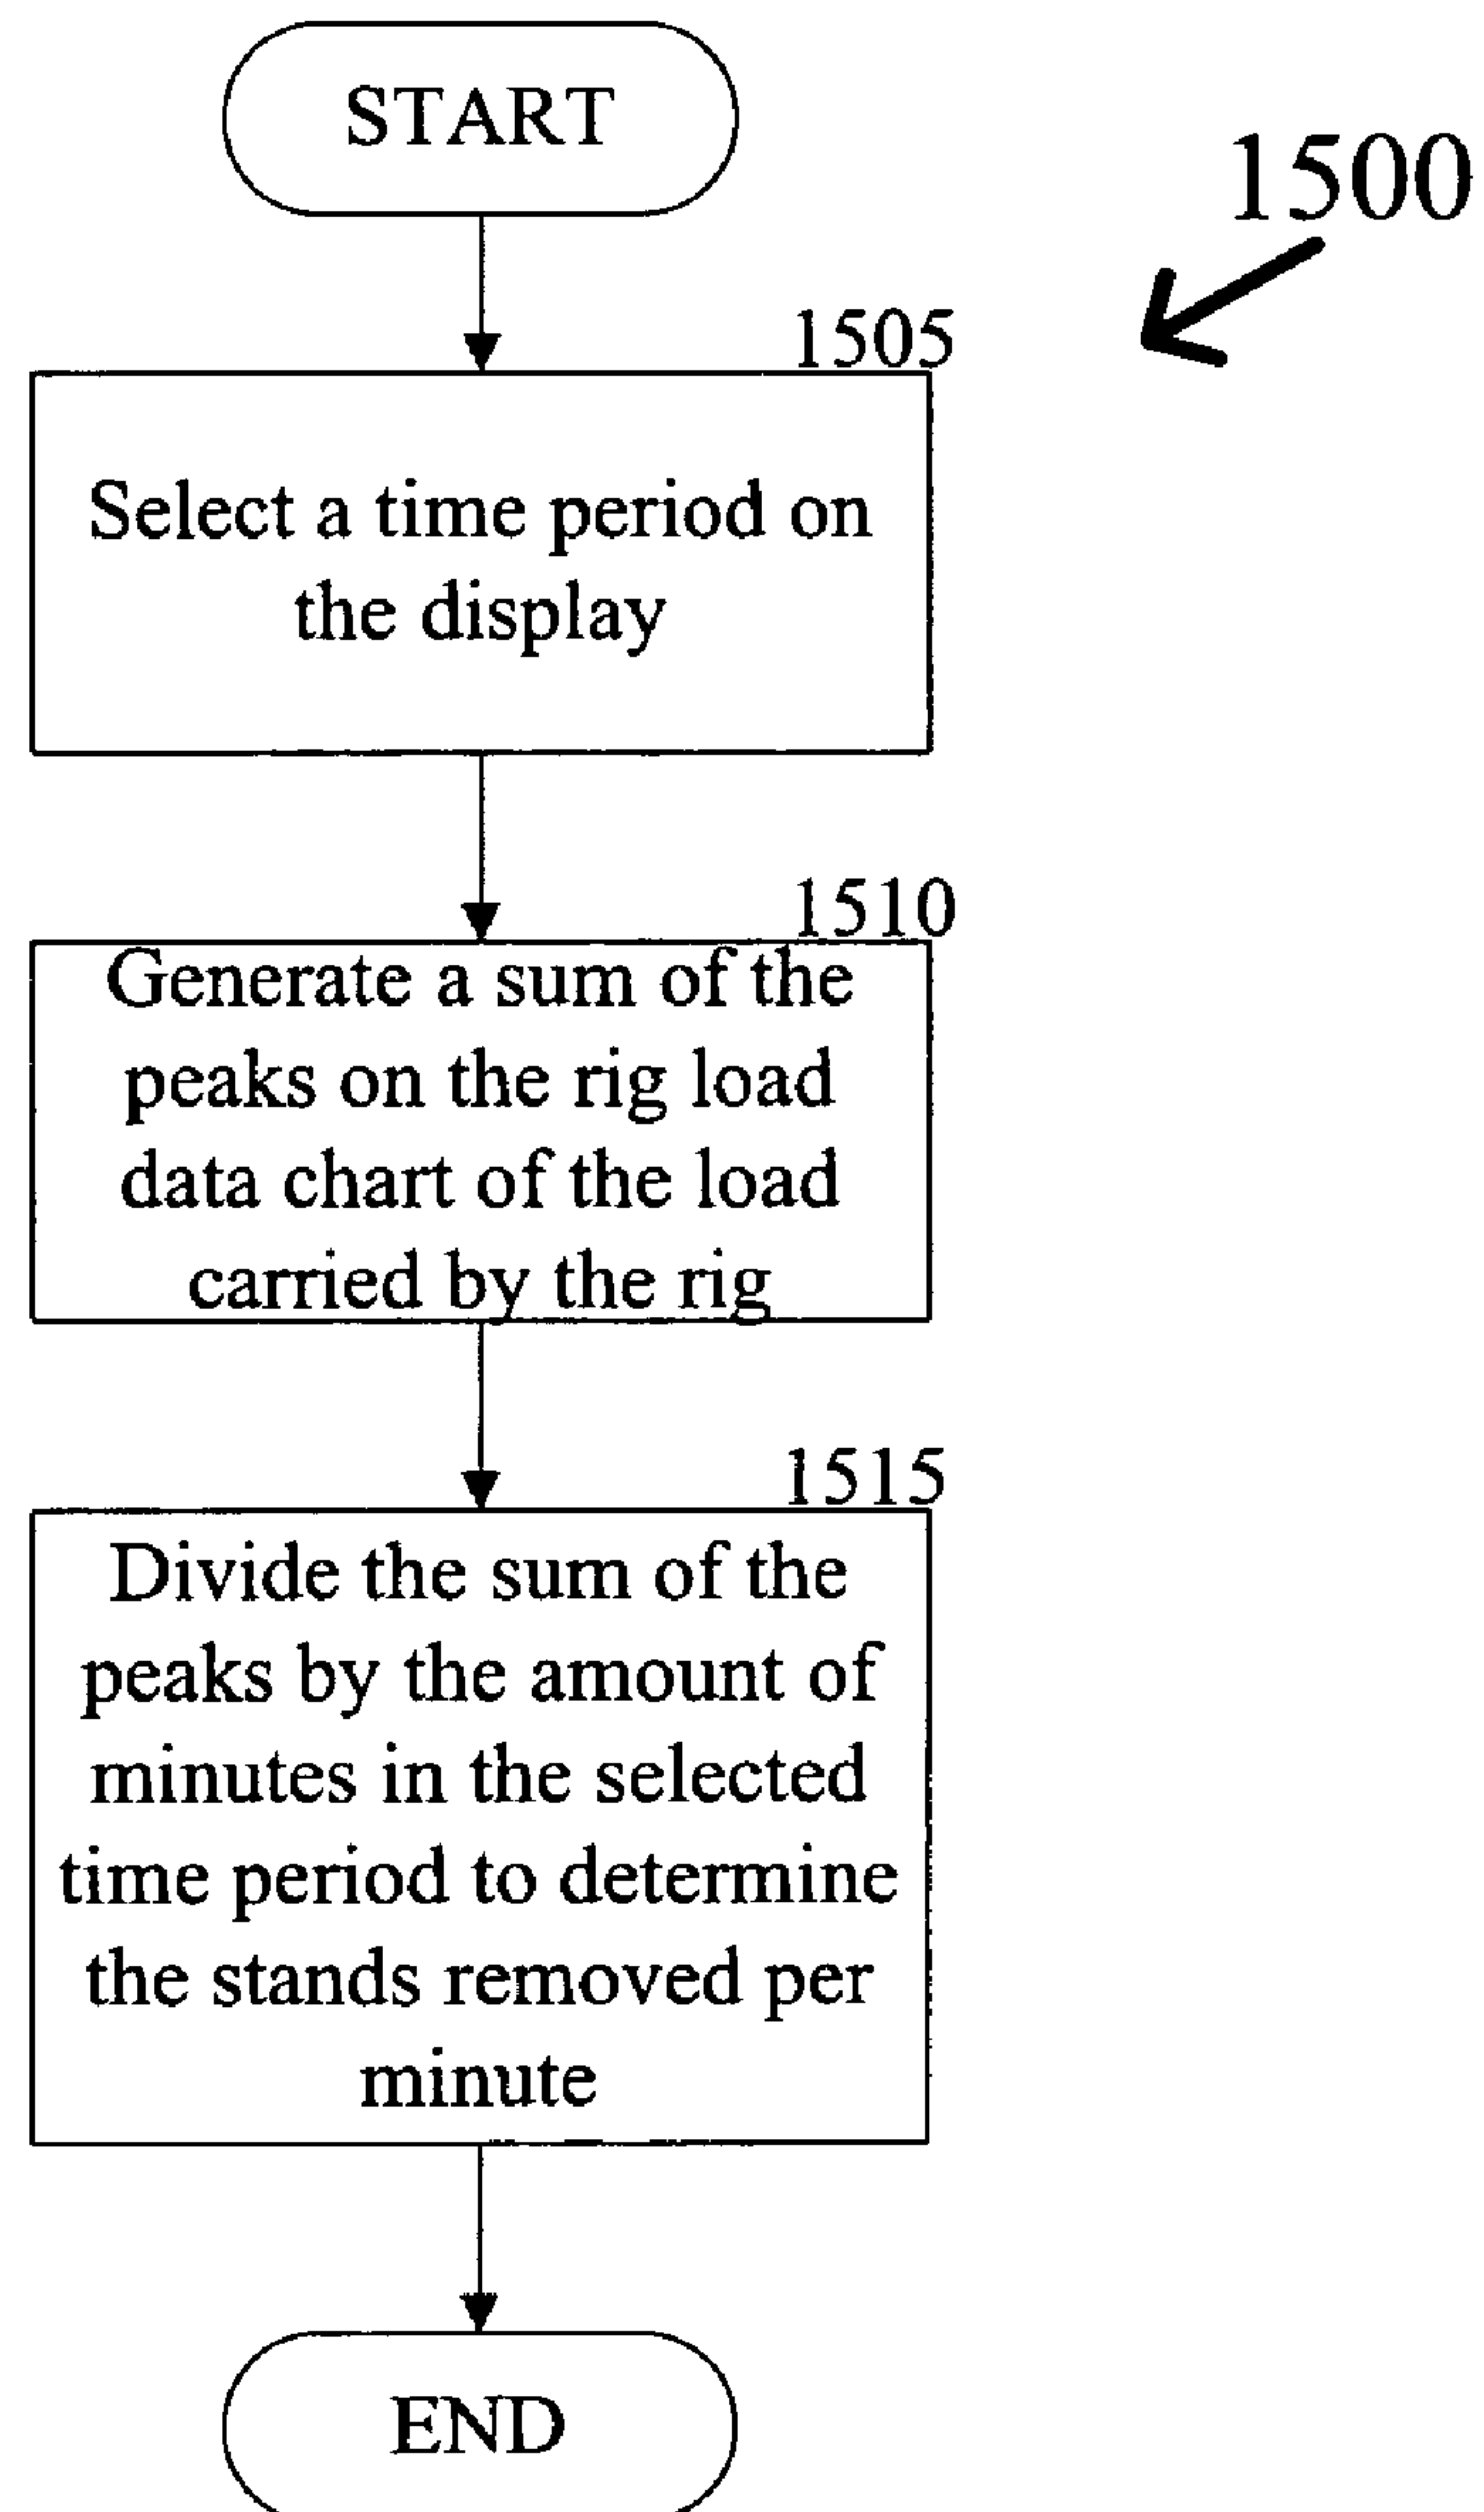 START
1500
1505
Select a time period on
the display
1510
Generate a sum of the
peaks on the rig load
data chart of the load
carried by the rig
1515
Divide the sum of the
peaks by the amount of
minutes in the selected
time period to determine
the stands removed per
minute
END